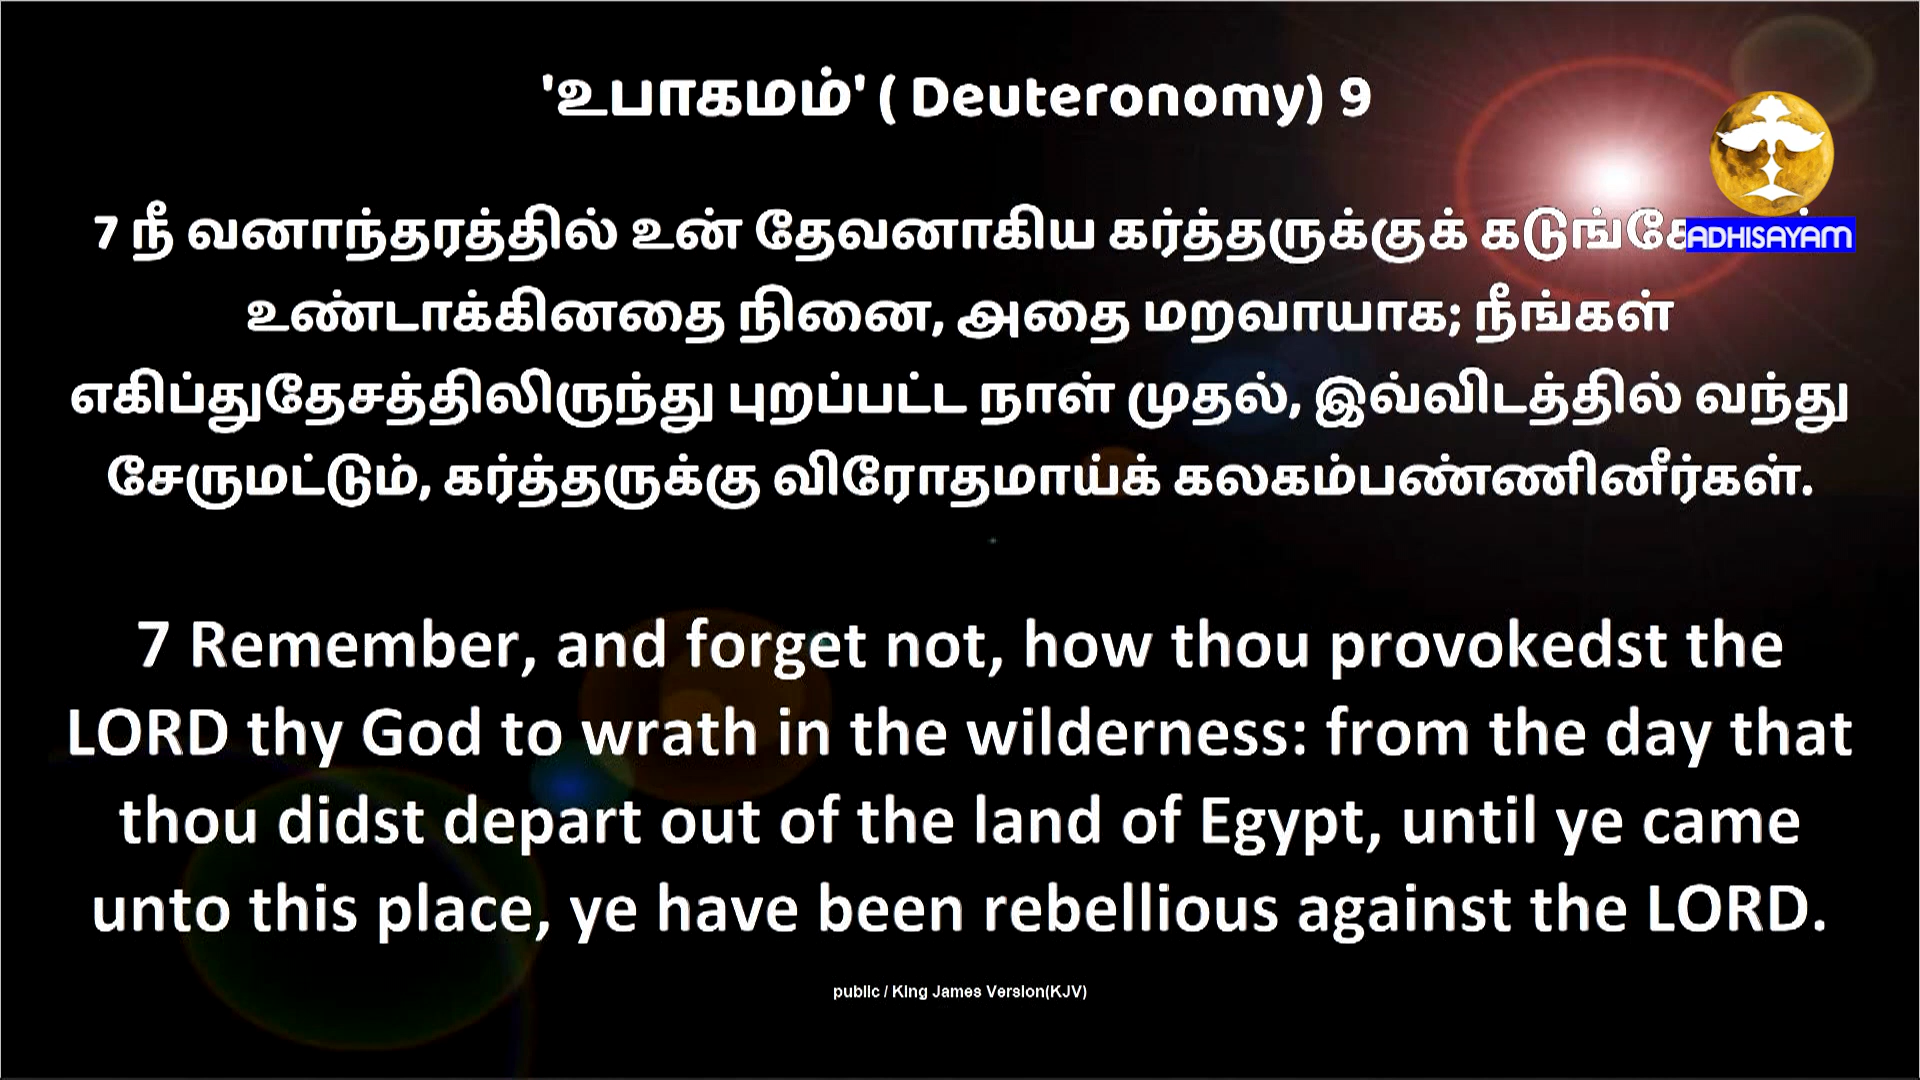 'உபாகமம்' ( Deuteronomy) 9
ADHISAYAM
7 நீ வனாந்தரத்தில் உன் தேவனாகிய கர்த்தருக்குக்
உண்டாக்கினதை நினை, அதை மறவாயாக; நீங்கள்
எகிப்துதேசத்திலிருந்து புறப்பட்ட நாள் முதல், இவ்விடத்தில் வந்து
சேருமட்டும், கர்த்தருக்கு விரோதமாய்க் கலகம்பண்ணினீர்கள்.
7 Remember, and forget not, how thou provokedst the
LORD thy God to wrath in the wilderness: from the day that
thou didst depart out of the land of Egypt, until ye came
unto this place, ye have been rebellious against the LORD.
public / King James Version(KJV)